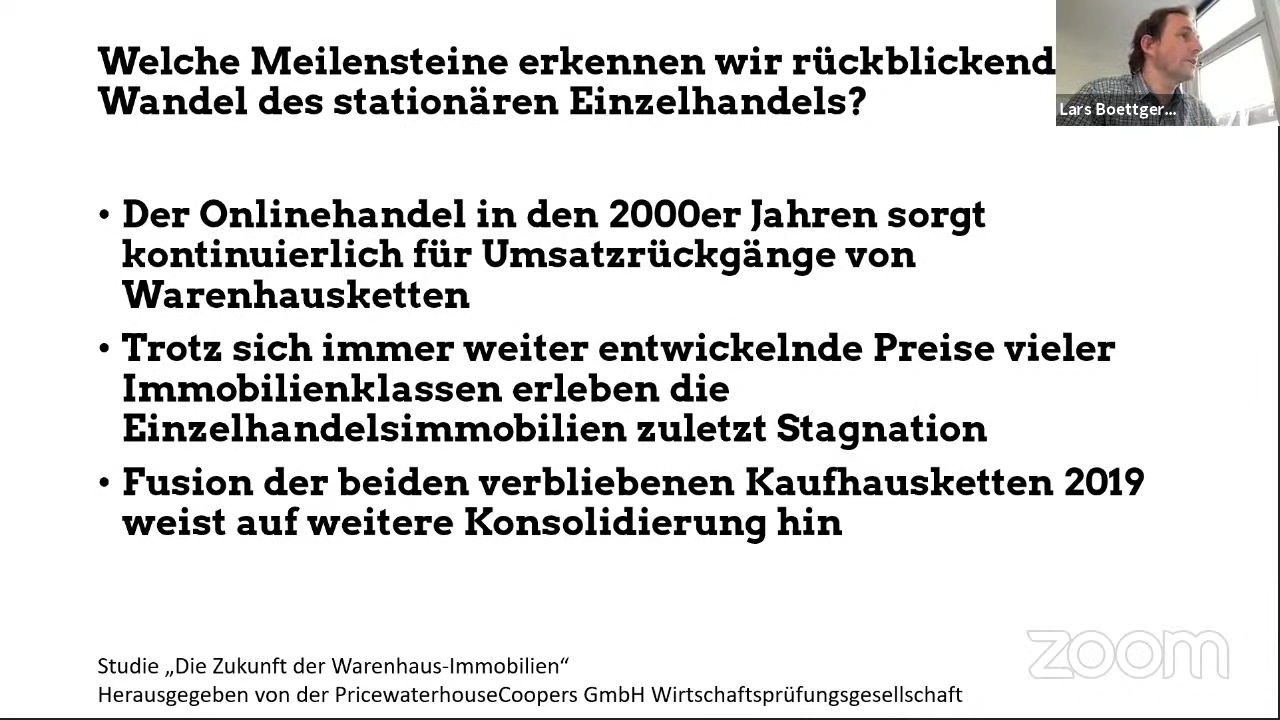 Welche Meilensteine erkennen wir rückblickend
Wandel des stationären Einzelhandels?
Lars Boettger...
• Der Onlinehandel in den 2000er Jahren sorgt
kontinuierlich für Umsatzrückgänge von
Warenhausketten
• Trotz sich immer weiter entwickelnde Preise vieler
Immobilienklassen erleben die
Einzelhandelsimmobilien zuletzt Stagnation
• Fusion der beiden verbliebenen Kaufhausketten 2019
weist auf weitere Konsolidierung hin
Studie „Die Zukunft der Warenhaus-Immobilien“
Herausgegeben von der PricewaterhouseCoopers GmbH Wirtschaftsprüfungsgesellschaft
zoom